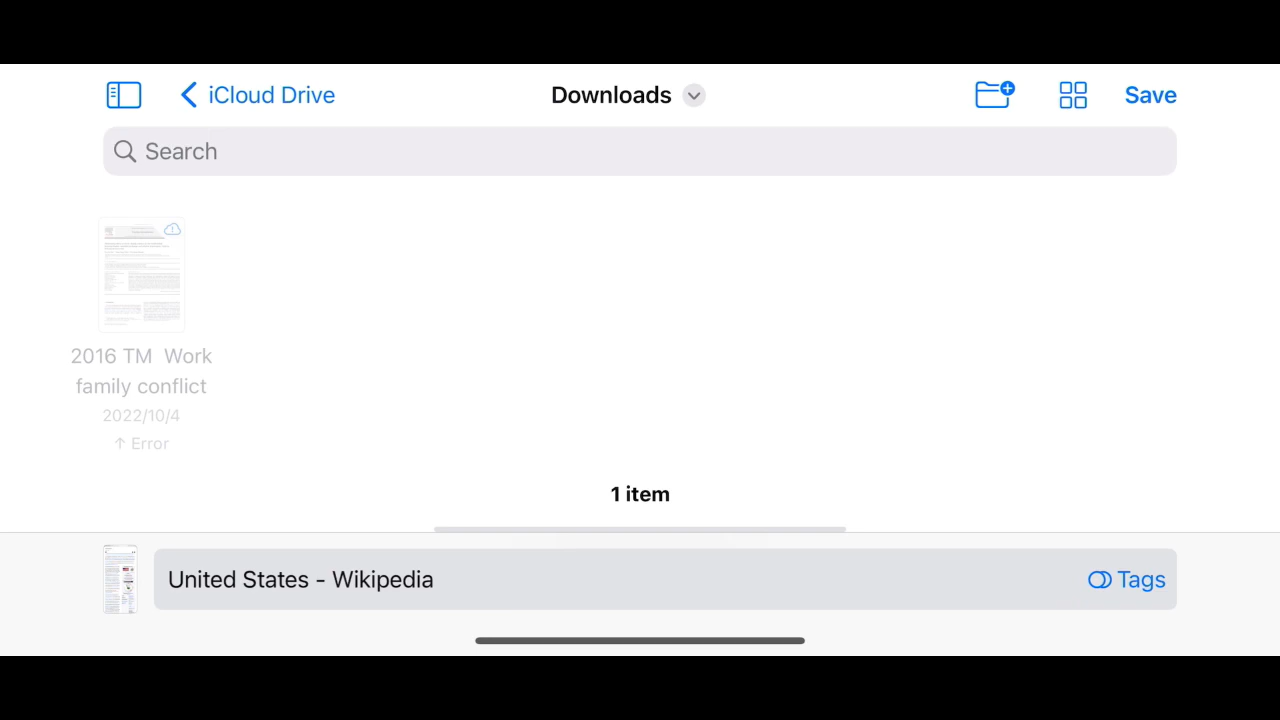 iCloud Drive
Downloads
Save
Search
2016 TM Work
family conflict
2022/10/4
↑ Error
1 item
United States - Wikipedia
Tags